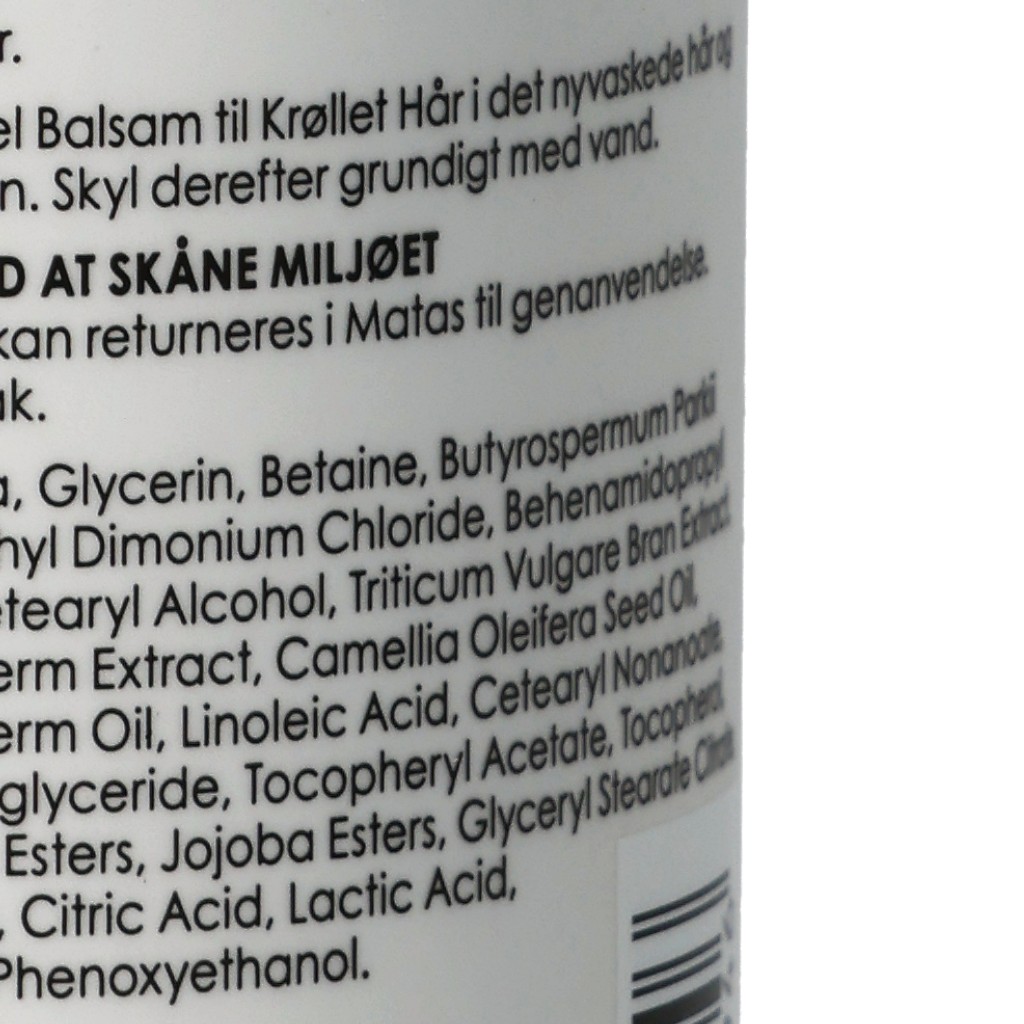 r.
el Balsam til Krøllet Hår i det nyvaskede hår og
n. Skyl derefter grundigt med vand.
D AT SKÅNE MILJØET
kan returneres i Matas til genanvendelse.
ak.
a, Glycerin, Betaine, Butyrospermum Parkii
hyl Dimonium Chloride, Behenamidopropyl
etearyl Alcohol, Triticum Vulgare Bran Extract,
erm Extract, Camellia Oleifera Seed Oil,
erm Oil, Linoleic Acid, Cetearyl Nonanoate,
glyceride, Tocopheryl Acetate, Tocopherol,
Esters, Jojoba Esters, Glyceryl Stearate Citrate
, Citric Acid, Lactic Acid,
Phenoxyethanol.